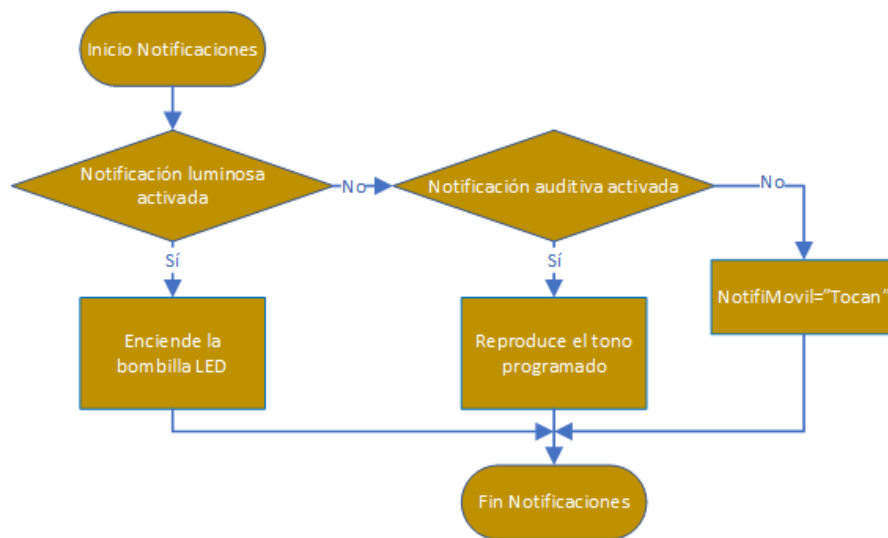 Inicio Notificaciones
Notificación luminosa
activada
No
Notificación auditiva activada
No
Sí
Sí
NotifiMovil=”Tocan”
Enciende la
bombilla LED
Reproduce el tono
programado
Fin Notificaciones